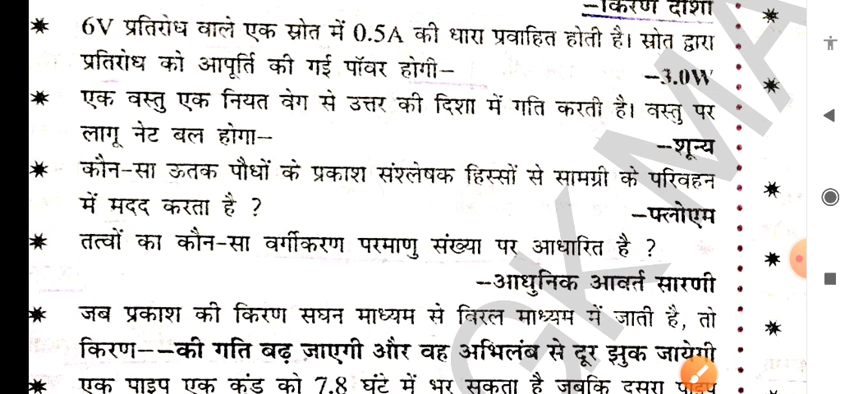 –किरण दाशा
* 6V प्रतिरोध वाले एक स्रोत में 0.5A की धारा प्रवाहित होती है। स्रोत द्वारा
प्रतिरोध को आपूर्ति की गई पॉवर होगी– –3.0W
* एक वस्तु एक नियत वेग से उत्तर की दिशा में गति करती है। वस्तु पर
लागू नेट बल होगा– –शून्य
* कौन-सा ऊतक पौधों के प्रकाश संश्लेषक हिस्सों से सामग्री के परिवहन
में मदद करता है ? –फ्लोएम
* तत्वों का कौन-सा वर्गीकरण परमाणु संख्या पर आधारित है ?
–आधुनिक आवर्त सारणी
* जब प्रकाश की किरण सघन माध्यम से विरल माध्यम में जाती है, तो
किरण––की गति बढ़ जाएगी और वह अभिलंब से दूर झुक जायेगी
* एक पाइप एक कुंड को 7.8 घंटे में भर सकता है जबकि दूसरा पाइप
GK MA